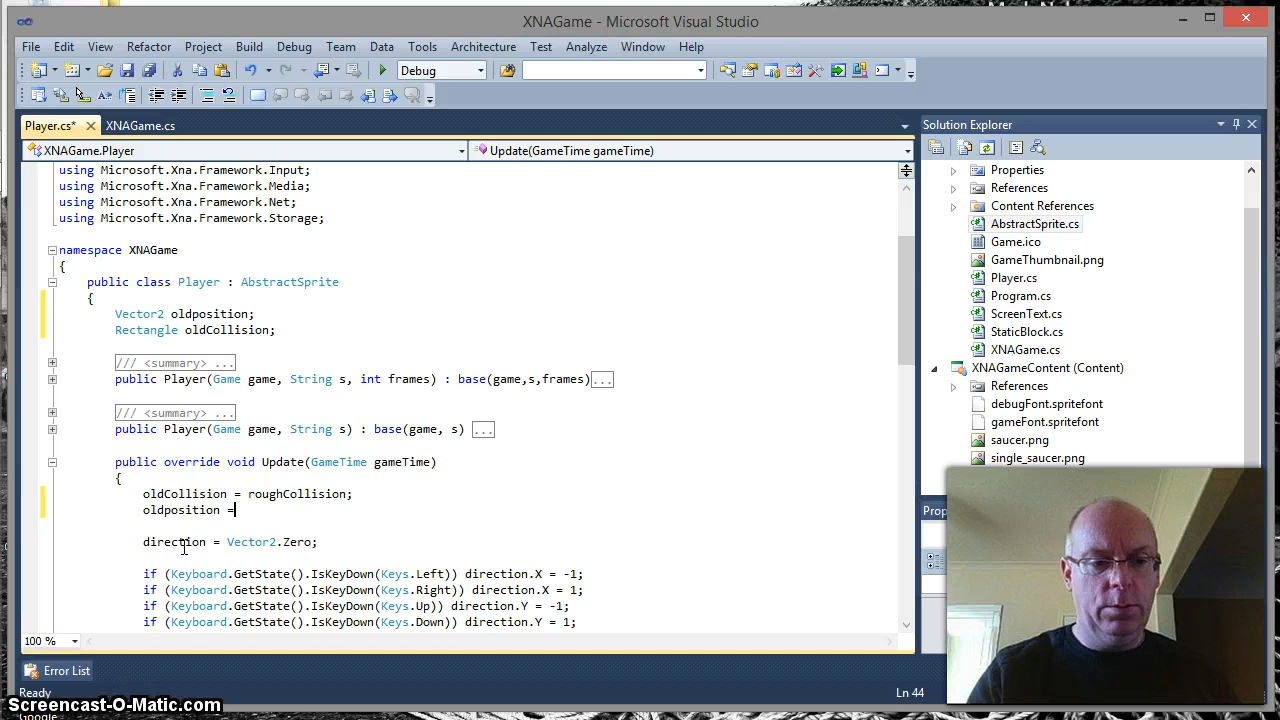 XNAGame - Microsoft Visual Studio
File Edit View Refactor Project Build Debug Team Data Tools Architecture Test Analyze Window Help
Debug
Player.cs* XNAGame.cs
XNAGame.Player Update(GameTime gameTime)
using Microsoft.Xna.Framework.Input;
using Microsoft.Xna.Framework.Media;
using Microsoft.Xna.Framework.Net;
using Microsoft.Xna.Framework.Storage;
namespace XNAGame
{
public class Player : AbstractSprite
{
Vector2 oldposition;
Rectangle oldCollision;
/// <summary> ...
public Player(Game game, String s, int frames) : base(game,s,frames)...
/// <summary> ...
public Player(Game game, String s) : base(game, s) ...
public override void Update(GameTime gameTime)
{
oldCollision = roughCollision;
oldposition =
direction = Vector2.Zero;
if (Keyboard.GetState().IsKeyDown(Keys.Left)) direction.X = -1;
if (Keyboard.GetState().IsKeyDown(Keys.Right)) direction.X = 1;
if (Keyboard.GetState().IsKeyDown(Keys.Up)) direction.Y = -1;
if (Keyboard.GetState().IsKeyDown(Keys.Down)) direction.Y = 1;
100 %
Error List
Ready Ln 44
Solution Explorer
Properties
References
Content References
AbstractSprite.cs
Game.ico
GameThumbnail.png
Player.cs
Program.cs
ScreenText.cs
StaticBlock.cs
XNAGame.cs
XNAGameContent (Content)
References
debugFont.spritefont
gameFont.spritefont
saucer.png
single_saucer.png
Prop
Screencast-O-Matic.com
Google